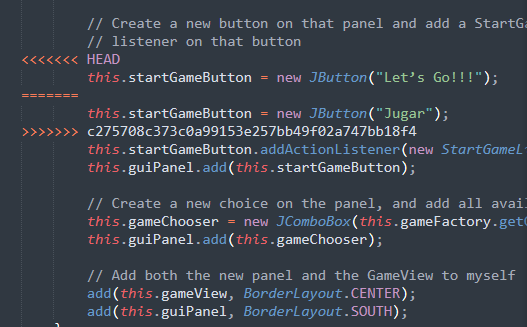 // Create a new button on that panel and add a StartGa
// listener on that button
<<<<<<< HEAD
this.startGameButton = new JButton("Let’s Go!!!");
=======
this.startGameButton = new JButton("Jugar");
>>>>>>> c275708c373c0a99153e257bb49f02a747bb18f4
this.startGameButton.addActionListener(new StartGameLi
this.guiPanel.add(this.startGameButton);
// Create a new choice on the panel, and add all avai
this.gameChooser = new JComboBox(this.gameFactory.getG
this.guiPanel.add(this.gameChooser);
// Add both the new panel and the GameView to myself
add(this.gameView, BorderLayout.CENTER);
add(this.guiPanel, BorderLayout.SOUTH);